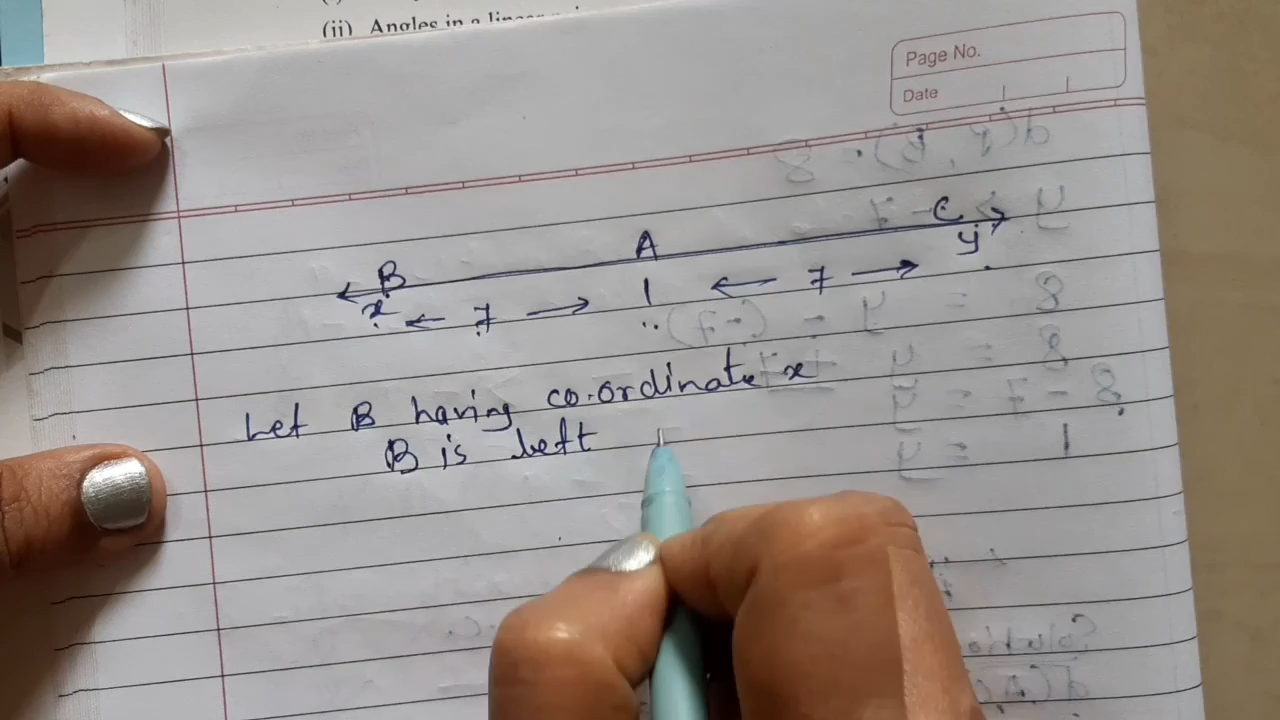 (ii) Angles in a linear
Page No.
Date
B A C
x 7 1 7 y
Let B having co-ordinate x
B is left